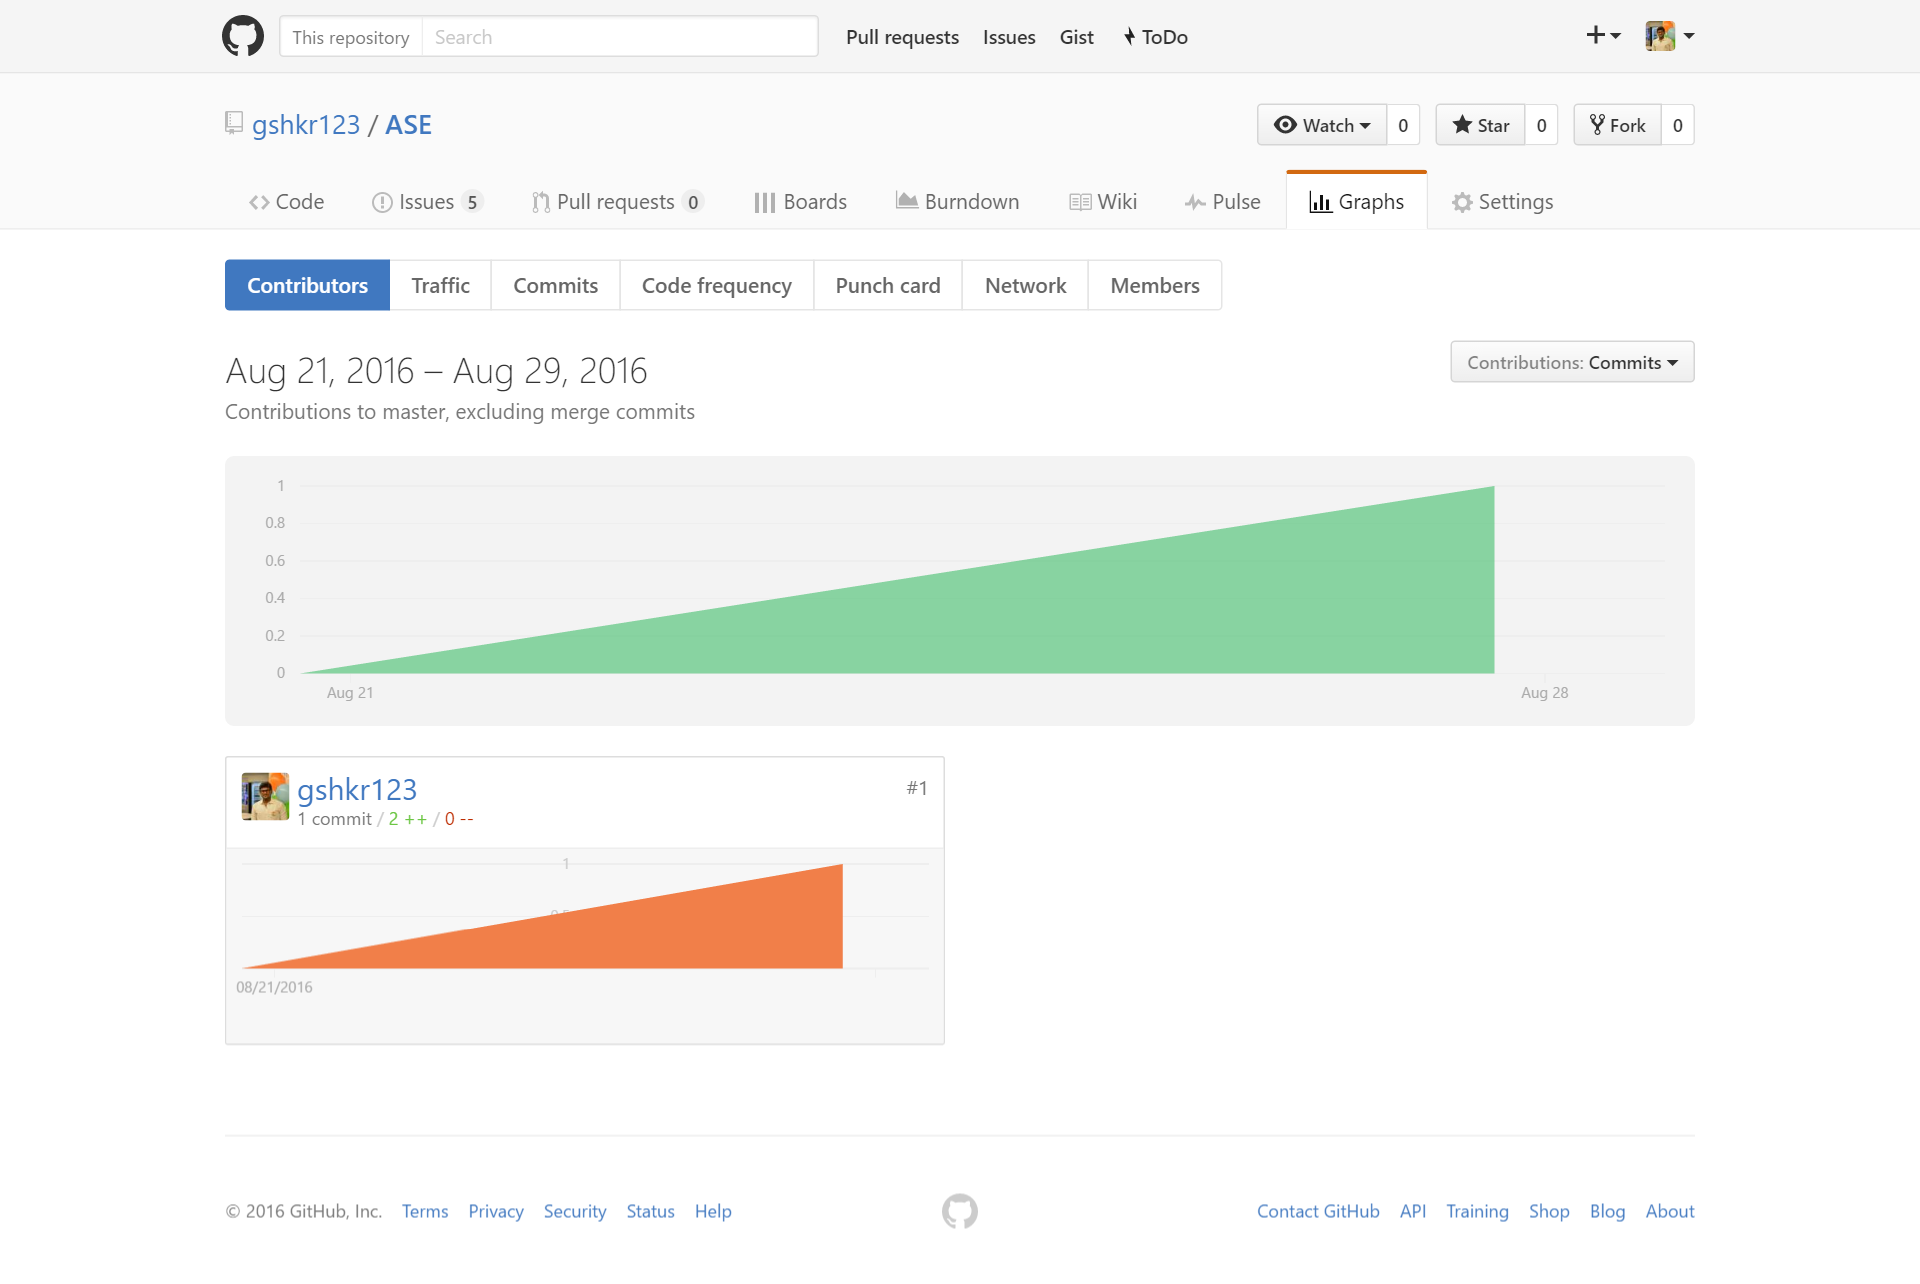 This repository Search Pull requests Issues Gist ToDo
gshkr123 / ASE Watch 0 Star 0 Fork 0
Code Issues 5 Pull requests 0 Boards Burndown Wiki Pulse Graphs Settings
Contributors Traffic Commits Code frequency Punch card Network Members
Aug 21, 2016 – Aug 29, 2016 Contributions: Commits
Contributions to master, excluding merge commits
1
0.8
0.6
0.4
0.2
0
Aug 21 Aug 28
gshkr123 #1
1 commit / 2 ++ / 0 --
1
08/21/2016
© 2016 GitHub, Inc. Terms Privacy Security Status Help Contact GitHub API Training Shop Blog About